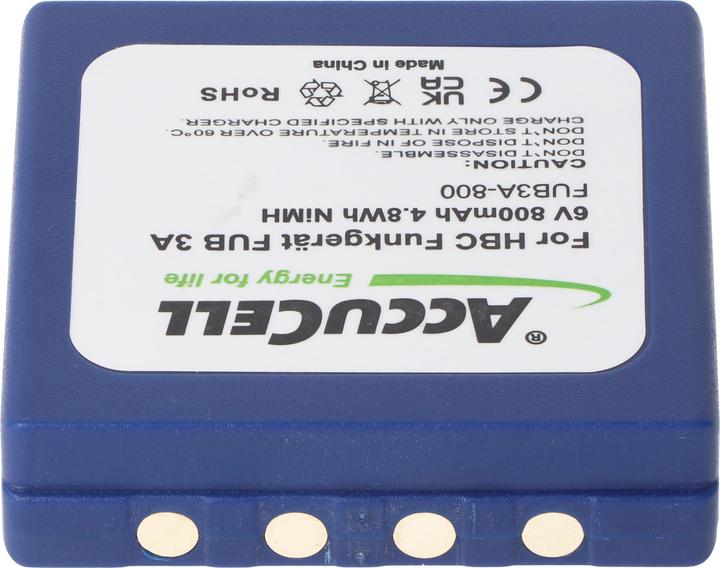 ACCUCELL®
Energy for life
For HBC Funkgerät FUB 3A
6V 800mAh 4.8Wh NiMH
FUB3A-800
CAUTION:
DON'T DISASSEMBLE.
DON'T DISPOSE OF IN FIRE.
DON'T STORE IN TEMPERATURE OVER 60°C.
CHARGE ONLY WITH SPECIFIED CHARGER.
CE UK CA RoHS
Made in China